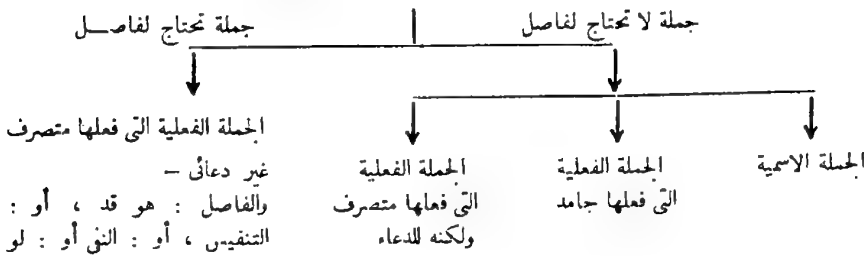 جملة لا تحتاج لفاصل
جملة تحتاج لفاصــل
الجملة الاسمية
الجملة الفعلية
التى فعلها جامد
الجملة الفعلية
التى فعلها متصرف
ولكنه للدعاء
الجملة الفعلية التى فعلها متصرف
غير دعائى –
والفاصل : هو قد ، أو :
التنفيس ، أو : النفى أو : لو